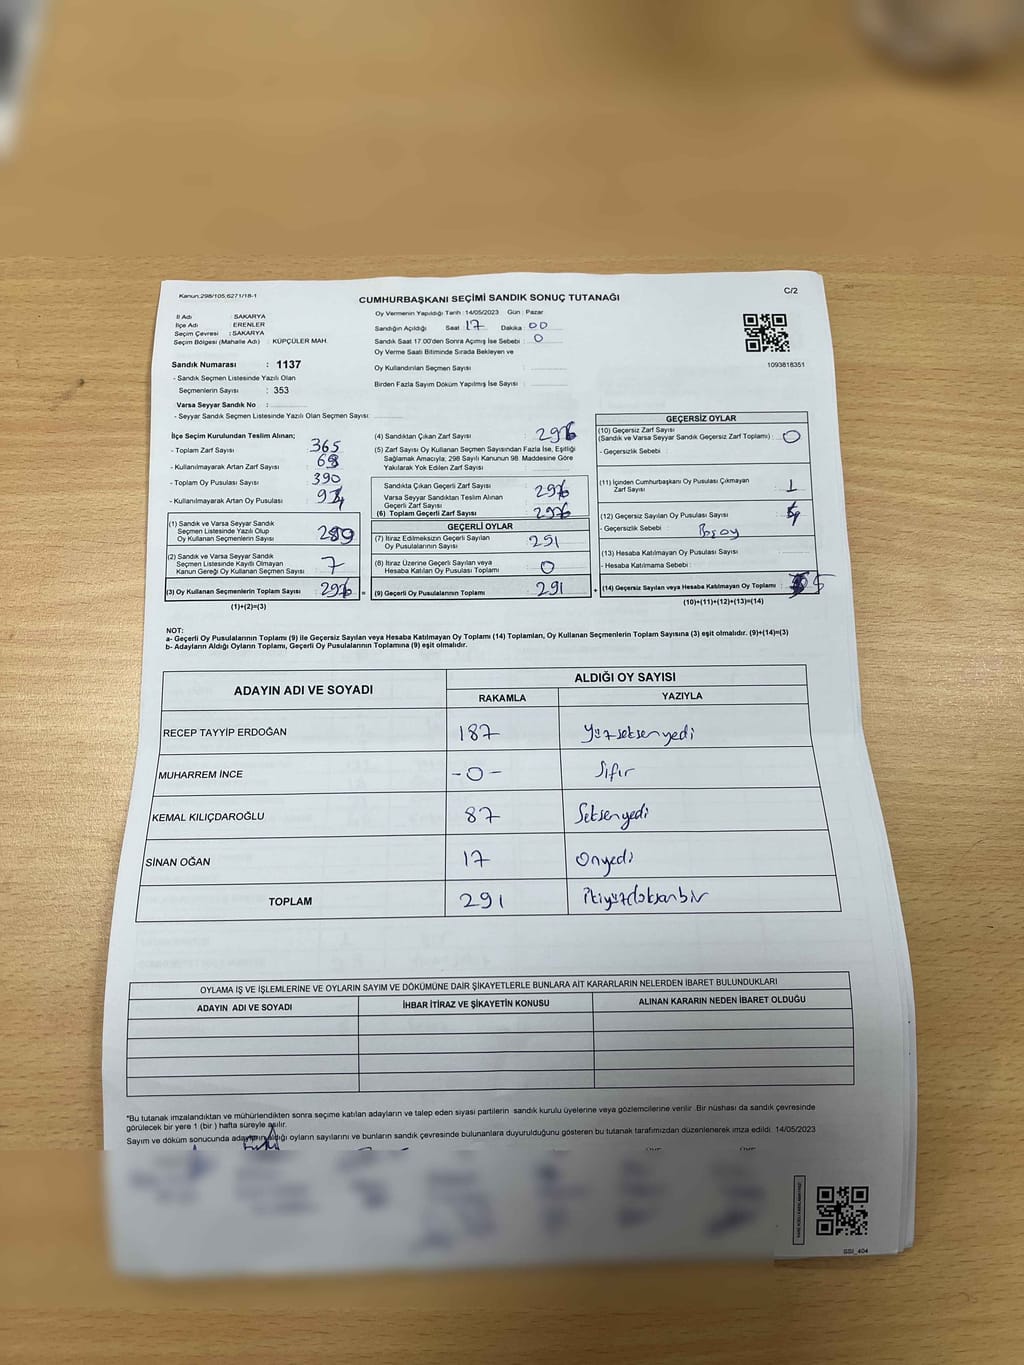 Kanun:298/105;6271/18-1
C/2
CUMHURBAŞKANI SEÇİMİ SANDIK SONUÇ TUTANAĞI
İl Adı : SAKARYA
İlçe Adı : ERENLER
Seçim Çevresi : SAKARYA
Seçim Bölgesi (Mahalle Adı) : KÜPÇÜLER MAH.
Oy Vermenin Yapıldığı Tarih :14/05/2023 Gün : Pazar
Sandığın Açıldığı Saat 17 Dakika 00
Sandık Saat 17.00'den Sonra Açımış İse Sebebi : 0
Oy Verme Saati Bitiminde Sırada Bekleyen ve
Oy Kullandırılan Seçmen Sayısı :
Birden Fazla Sayım Döküm Yapılmış İse Sayısı :
1093818351
Sandık Numarası : 1137
- Sandık Seçmen Listesinde Yazılı Olan
Seçmenlerin Sayısı : 353
Varsa Seyyar Sandık No :
- Seyyar Sandık Seçmen Listesinde Yazılı Olan Seçmen Sayısı
İlçe Seçim Kurulundan Teslim Alınan;
- Toplam Zarf Sayısı : 365
- Kullanılmayarak Artan Zarf Sayısı :
- Toplam Oy Pusulası Sayısı : 390
- Kullanılmayarak Artan Oy Pusulası :
(1) Sandık ve Varsa Seyyar Sandık
Seçmen Listesinde Yazılı Olup
Oy Kullanan Seçmenlerin Sayısı : 289
(2) Sandık ve Varsa Seyyar Sandık
Seçmen Listesinde Kayıtlı Olmayan
Kanun Gereği Oy Kullanan Seçmen Sayısı : 7
(3) Oy Kullanan Seçmenlerin Toplam Sayısı : 296 =
(1)+(2)=(3)
(4) Sandıktan Çıkan Zarf Sayısı : 296
(5) Zarf Sayısı Oy Kullanan Seçmen Sayısından Fazla İse, Eşitliği
Sağlamak Amacıyla; 298 Sayılı Kanunun 98. Maddesine Göre
Yakılarak Yok Edilen Zarf Sayısı
Sandıkta Çıkan Geçerli Zarf Sayısı : 296
Varsa Seyyar Sandıktan Teslim Alınan
Geçerli Zarf Sayısı
(6) Toplam Geçerli Zarf Sayısı : 296
GEÇERLİ OYLAR
(7) İtiraz Edilmeksizin Geçerli Sayılan
Oy Pusulalarının Sayısı : 291
(8) İtiraz Üzerine Geçerli Sayılan veya
Hesaba Katılan Oy Pusulası Toplamı : 0
(9) Geçerli Oy Pusulalarının Toplamı : 291 +
GEÇERSİZ OYLAR
(10) Geçersiz Zarf Sayısı
(Sandık ve Varsa Seyyar Sandık Geçersiz Zarf Toplamı) : 0
- Geçersizlik Sebebi :
(11) İçinden Cumhurbaşkanı Oy Pusulası Çıkmayan
Zarf Sayısı : 1
(12) Geçersiz Sayılan Oy Pusulası Sayısı : 4
- Geçersizlik Sebebi :
(13) Hesaba Katılmayan Oy Pusulası Sayısı :
- Hesaba Katılmama Sebebi :
(14) Geçersiz Sayılan veya Hesaba Katılmayan Oy Toplamı : 5
(10)+(11)+(12)+(13)=(14)
NOT:
a- Geçerli Oy Pusulalarının Toplamı (9) ile Geçersiz Sayılan veya Hesaba Katılmayan Oy Toplamı (14) Toplamları, Oy Kullanan Seçmenlerin Toplam Sayısına (3) eşit olmalıdır. (9)+(14)=(3)
b- Adayların Aldığı Oyların Toplamı, Geçerli Oy Pusulalarının Toplamına (9) eşit olmalıdır.
ADAYIN ADI VE SOYADI ALDIĞI OY SAYISI
RAKAMLA YAZIYLA
RECEP TAYYİP ERDOĞAN 187 Yüzseksenyedi
MUHARREM İNCE -0- Sıfır
KEMAL KILIÇDAROĞLU 87 Seksenyedi
SİNAN OĞAN 17 Onyedi
TOPLAM 291 İkiyüzdoksanbir
OYLAMA İŞ VE İŞLEMLERİNE VE OYLARIN SAYIM VE DÖKÜMÜNE DAİR ŞİKAYETLERLE BUNLARA AİT KARARLARIN NELERDEN İBARET BULUNDUKLARI
ADAYIN ADI VE SOYADI İHBAR İTİRAZ VE ŞİKAYETİN KONUSU ALINAN KARARIN NEDEN İBARET OLDUĞU
*Bu tutanak imzalandıktan ve mühürlendikten sonra seçime katılan adayların ve talep eden siyasi partilerin sandık kurulu üyelerine veya gözlemcilerine verilir. Bir nüshası da sandık çevresinde
görülecek bir yere 1 (bir ) hafta süreyle asılır.
Sayım ve döküm sonucunda adayların aldığı oyların sayılarını ve bunların sandık çevresinde bulunanlara duyurulduğunu gösteren bu tutanak tarafımızdan düzenlenerek imza edildi. 14/05/2023
SSI_404